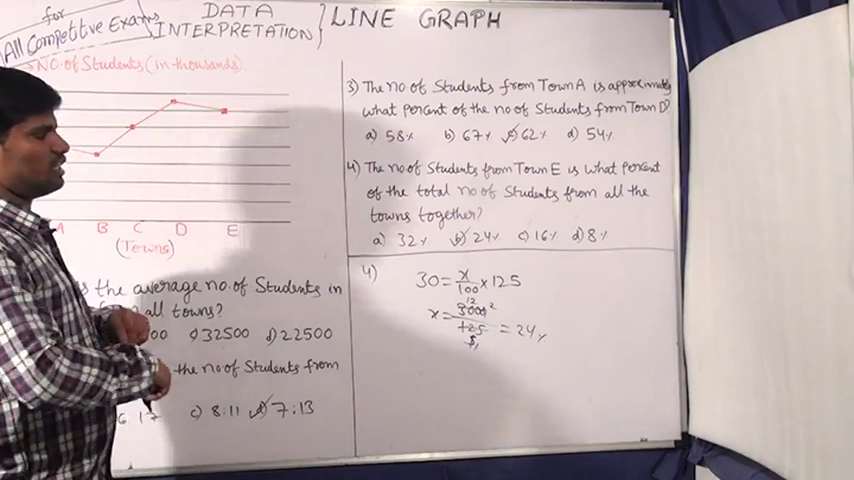 for
All Competitive Exams
DATA
INTERPRETATION
LINE GRAPH
NO. of Students (in thousands)
A B C D E
(Towns)
3) The no of Students from Town A is approximately
what percent of the no of Students from Town D
a) 58% b) 67% c) 62% d) 54%
4) The no of Students from Town E is what percent
of the total no of Students from all the
towns together?
a) 32% b) 24% c) 16% d) 8%
the average no. of Students in
all towns?
c) 32500 d) 22500
the no of Students from
c) 8:11 d) 7:13
4) 30 = x/100 × 125
x = 3000/125 = 24%